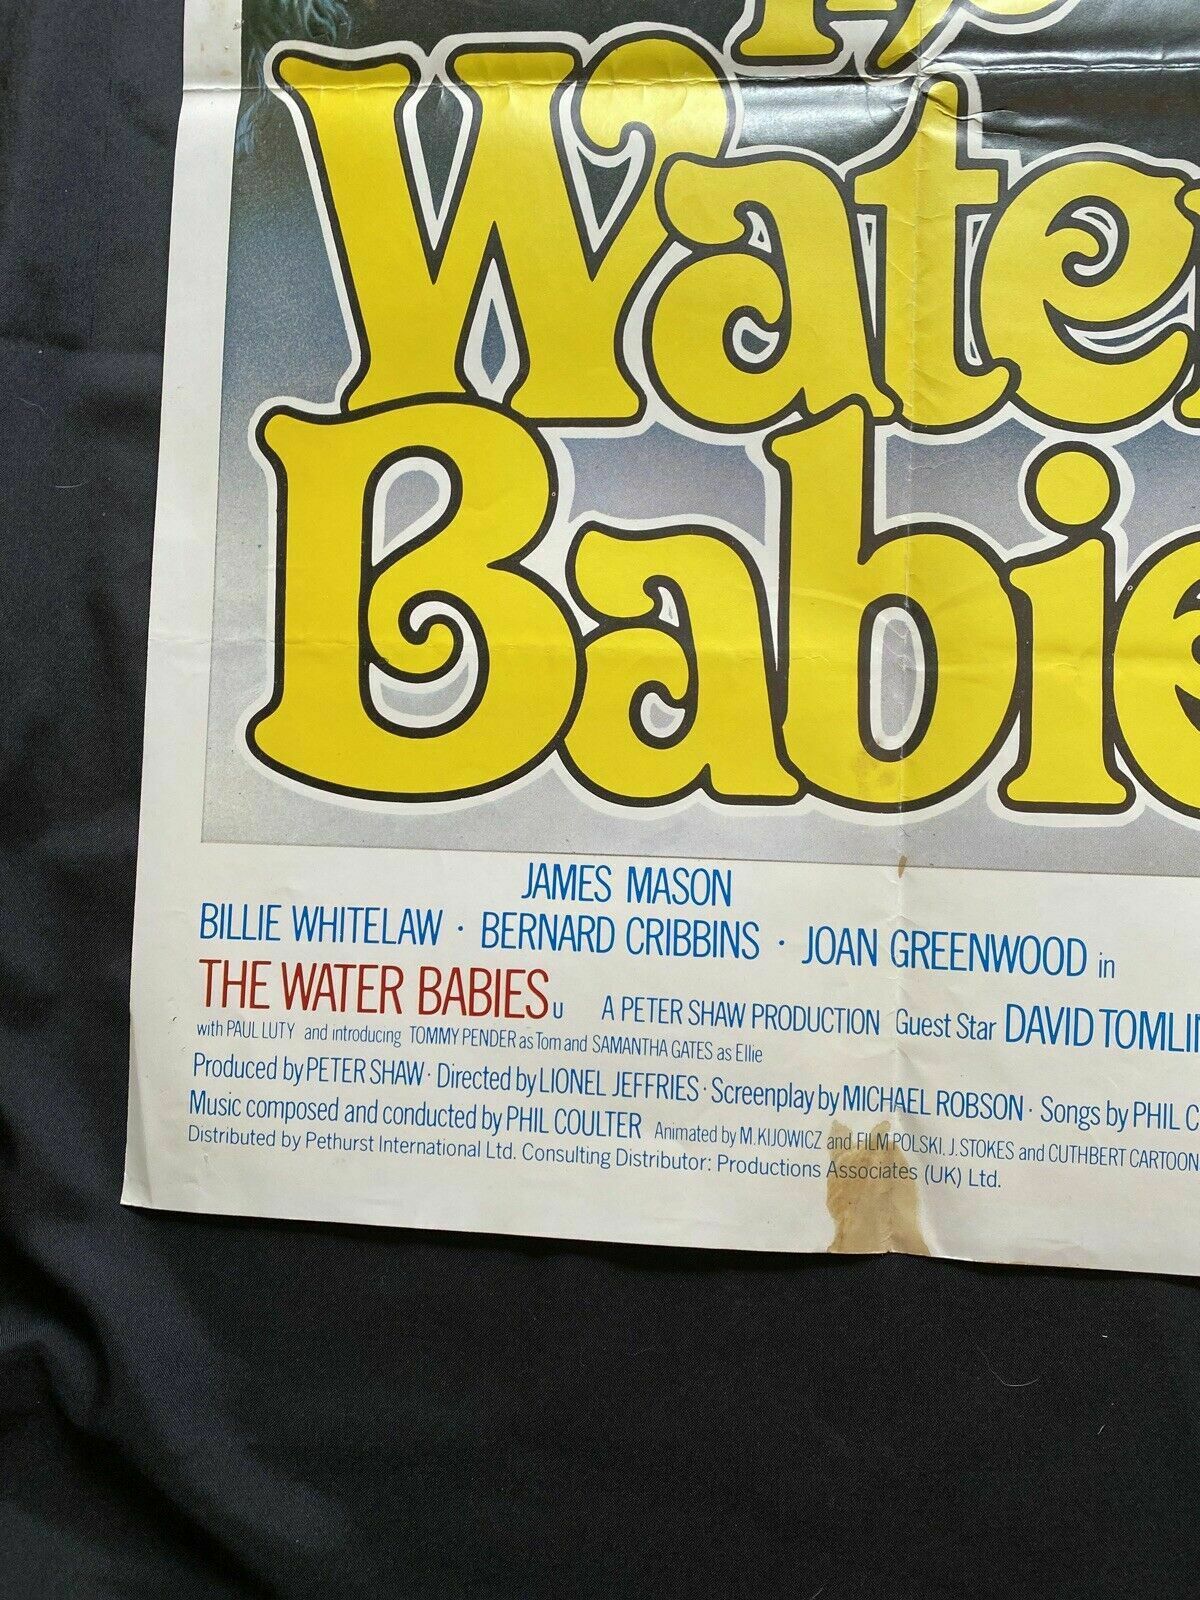 The
Water
Babie
JAMES MASON
BILLIE WHITELAW · BERNARD CRIBBINS · JOAN GREENWOOD in
THE WATER BABIES U A PETER SHAW PRODUCTION Guest Star DAVID TOMLIN
with PAUL LUTY and introducing TOMMY PENDER as Tom and SAMANTHA GATES as Ellie
Produced by PETER SHAW · Directed by LIONEL JEFFRIES · Screenplay by MICHAEL ROBSON · Songs by PHIL C
Music composed and conducted by PHIL COULTER Animated by M. KIJOWICZ and FILM POLSKI, J. STOKES and CUTHBERT CARTOON
Distributed by Pethurst International Ltd. Consulting Distributor: Productions Associates (UK) Ltd.